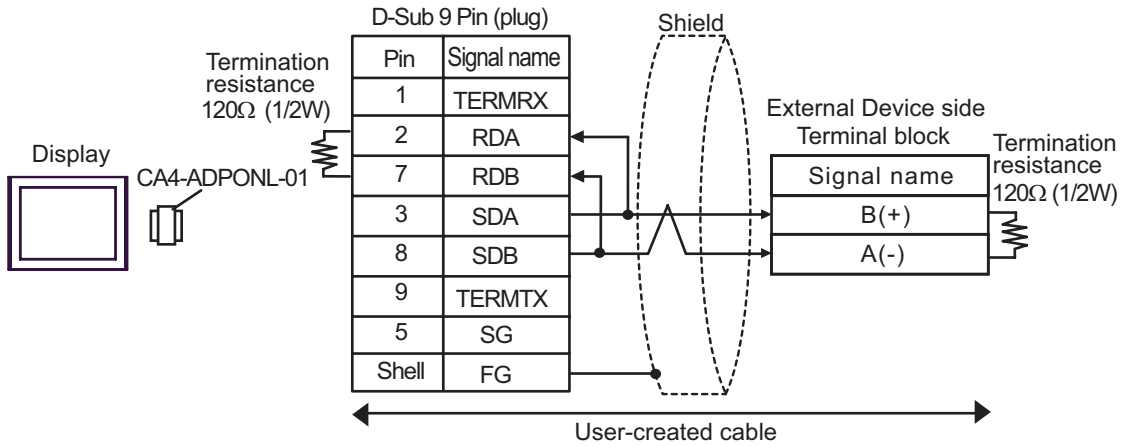 D-Sub 9 Pin (plug)
Shield
Termination
resistance
120Ω (1/2W)
Pin Signal name
1 TERMRX
2 RDA
7 RDB
3 SDA
8 SDB
9 TERMTX
5 SG
Shell FG
Display
CA4-ADPONL-01
External Device side
Terminal block
Signal name
B(+)
A(-)
Termination
resistance
120Ω (1/2W)
User-created cable